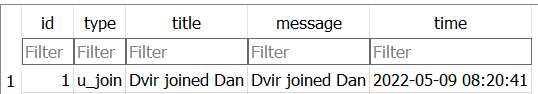 id type title message time
Filter Filter Filter Filter Filter
1 1 u_join Dvir joined Dan Dvir joined Dan 2022-05-09 08:20:41